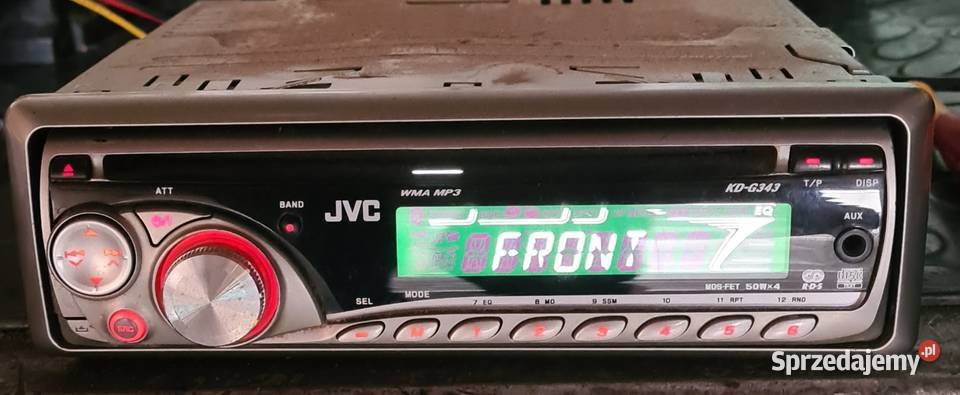 ATT
WMA MP3
KD-G343
T/P
DISP
BAND
JVC
EQ
AUX
FRONT
RDS
MOS-FET 50W×4
MODE
SEL
7 EQ
8 MO
9 SSM
10
11 RPT
12 RND
SRC
M
1
2
3
4
5
6
Sprzedajemy.pl